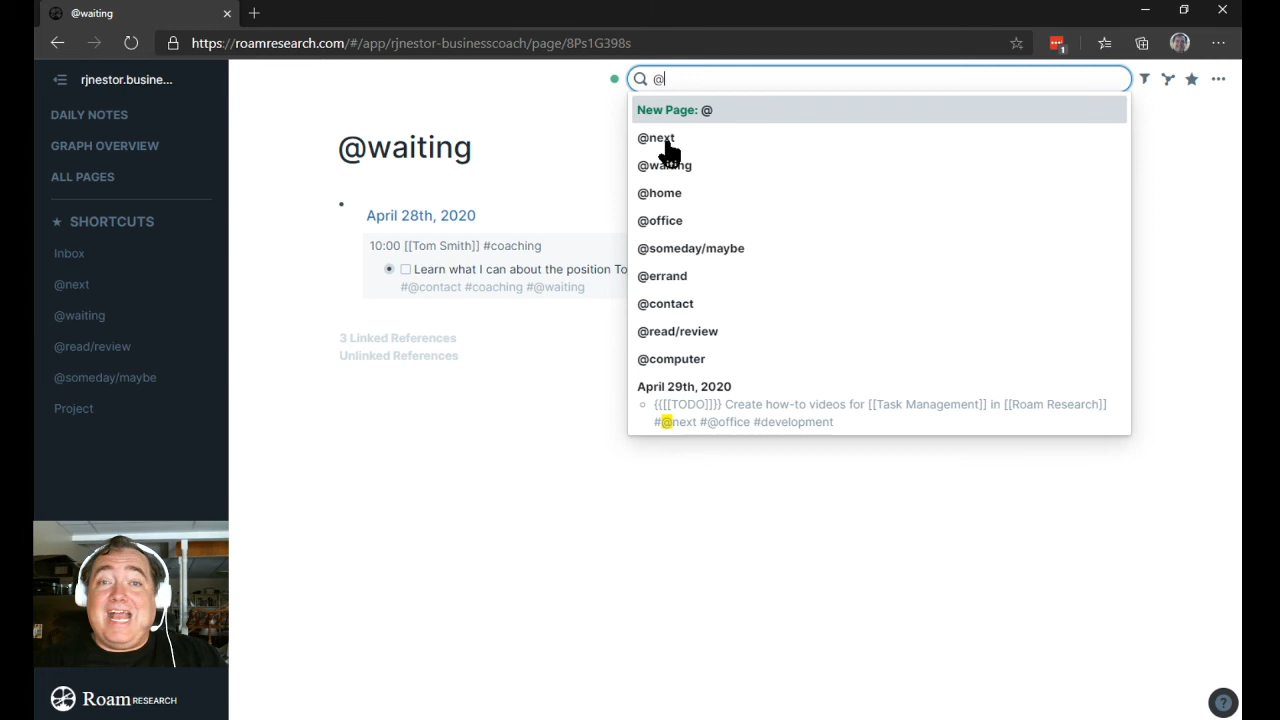 @waiting
https://roamresearch.com/#/app/rjnestor-businesscoach/page/8Ps1G398s
1
rjnestor.busine...
DAILY NOTES
GRAPH OVERVIEW
ALL PAGES
★ SHORTCUTS
Inbox
@next
@waiting
@read/review
@someday/maybe
Project
Roam RESEARCH
@waiting
April 28th, 2020
10:00 [[Tom Smith]] #coaching
Learn what I can about the position To
#@contact #coaching #@waiting
3 Linked References
Unlinked References
@
New Page: @
@next
@waiting
@home
@office
@someday/maybe
@errand
@contact
@read/review
@computer
April 29th, 2020
{{[[TODO]]}} Create how-to videos for [[Task Management]] in [[Roam Research]]
#@next #@office #development
?